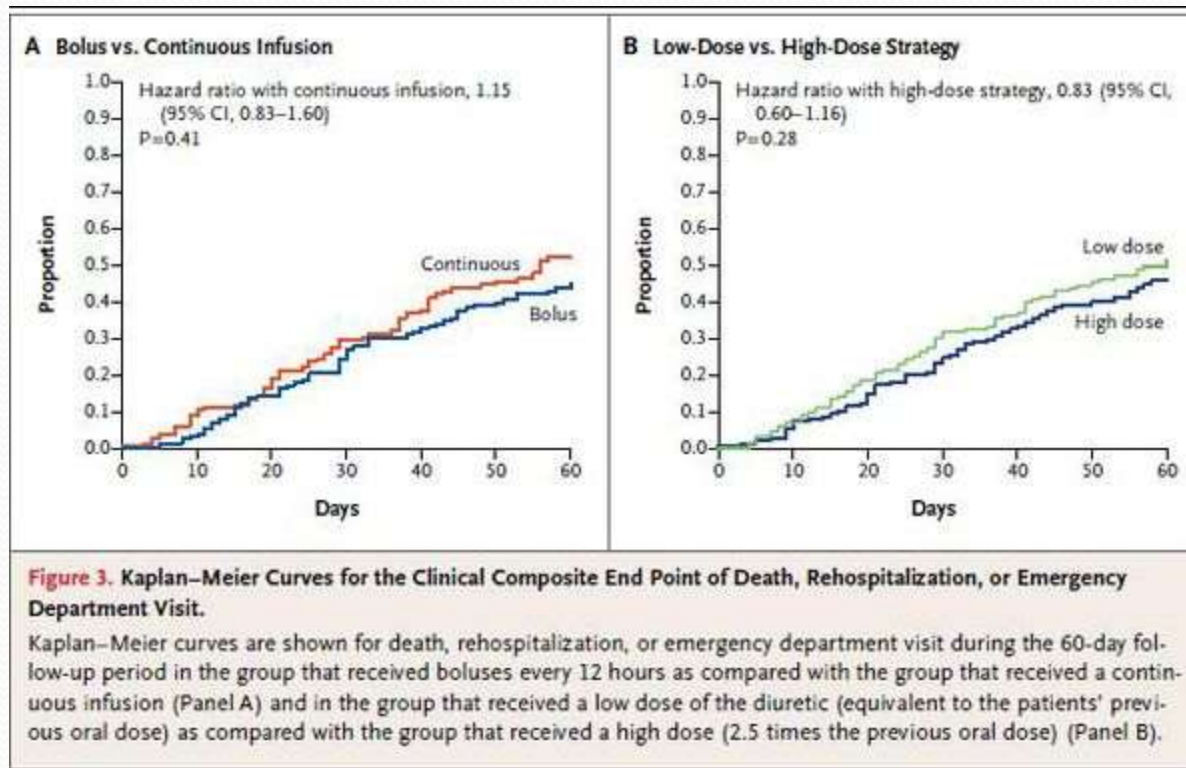 A Bolus vs. Continuous Infusion
1.0
0.9
0.8
0.7
0.6
0.5
0.4
0.3
0.2
0.1
0.0
Proportion
Hazard ratio with continuous infusion, 1.15
(95% CI, 0.83–1.60)
P=0.41
Continuous
Bolus
0 10 20 30 40 50 60
Days
B Low-Dose vs. High-Dose Strategy
1.0
0.9
0.8
0.7
0.6
0.5
0.4
0.3
0.2
0.1
0.0
Proportion
Hazard ratio with high-dose strategy, 0.83 (95% CI,
0.60–1.16)
P=0.28
Low dose
High dose
0 10 20 30 40 50 60
Days
Figure 3. Kaplan–Meier Curves for the Clinical Composite End Point of Death, Rehospitalization, or Emergency
Department Visit.
Kaplan–Meier curves are shown for death, rehospitalization, or emergency department visit during the 60-day fol-
low-up period in the group that received boluses every 12 hours as compared with the group that received a contin-
uous infusion (Panel A) and in the group that received a low dose of the diuretic (equivalent to the patients' previ-
ous oral dose) as compared with the group that received a high dose (2.5 times the previous oral dose) (Panel B).